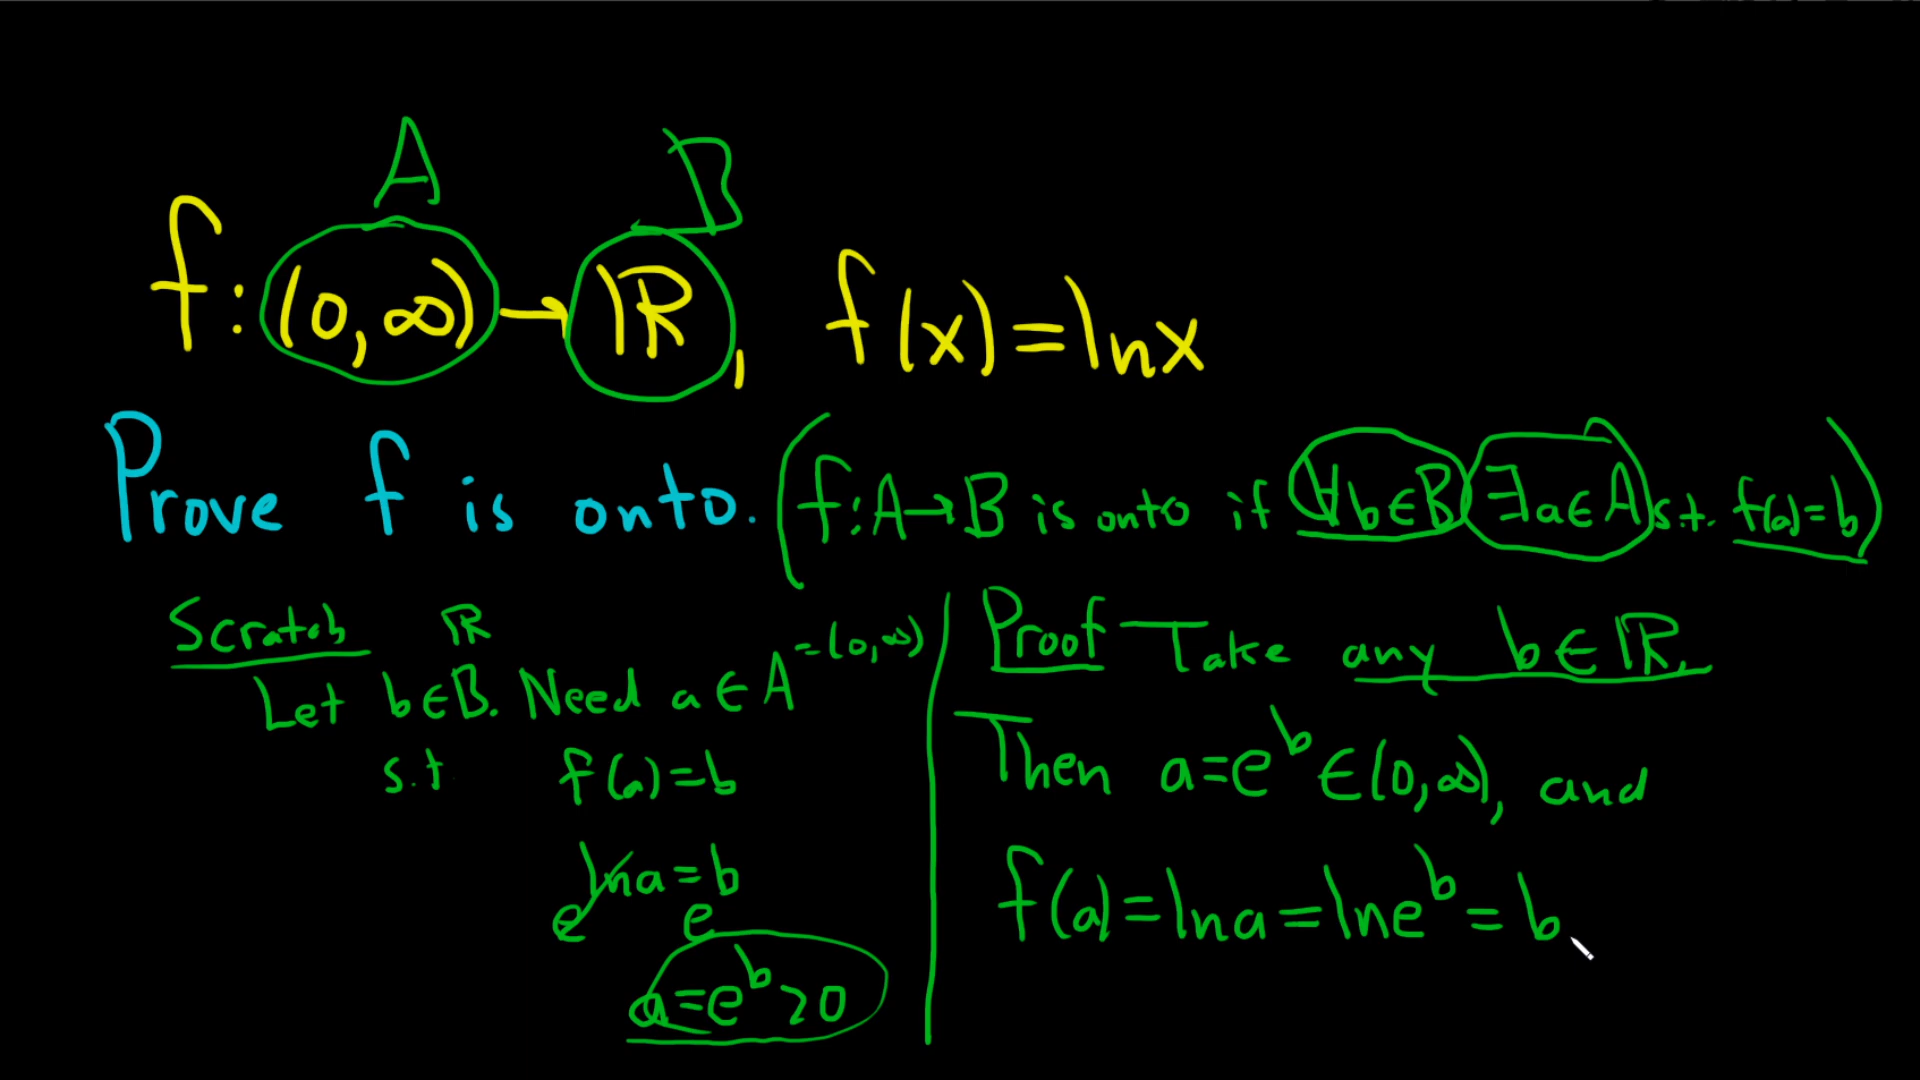 A B
f: (0, ∞) → ℝ, f(x) = ln x
Prove f is onto. (f: A → B is onto if ∀b ∈ B ∃a ∈ A s.t. f(a) = b)
Scratch
ℝ
Let b ∈ B. Need a ∈ A = (0, ∞)
s.t. f(a) = b
ln a = b
e e
a = e^b > 0
Proof Take any b ∈ ℝ.
Then a = e^b ∈ (0, ∞), and
f(a) = ln a = ln e^b = b